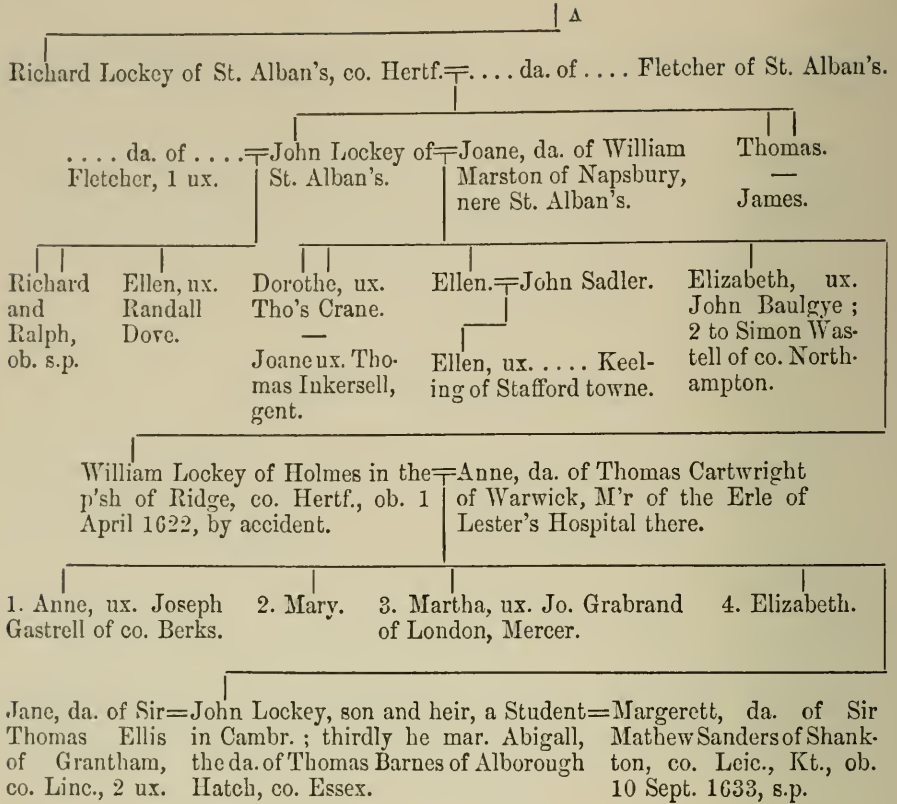 A
Richard Lockey of St. Alban's, co. Hertf.=. . . . da. of . . . . Fletcher of St. Alban's.
. . . . da. of . . . .=John Lockey of=Joane, da. of William
Fletcher, 1 ux.
St. Alban's.
Marston of Napsbury,
nere St. Alban's.
Thomas.
—
James.
Richard
and
Ralph,
ob. s.p.
Ellen, ux.
Randall
Dove.
Dorothe, ux.
Tho's Crane.
—
Joane ux. Tho-
mas Inkersell,
gent.
Ellen.=John Sadler.
Ellen, ux. . . . . . Keel-
ing of Stafford towne.
Elizabeth, ux.
John Baulgye ;
2 to Simon Was-
tell of co. North-
ampton.
William Lockey of Holmes in the=Anne, da. of Thomas Cartwright
p'sh of Ridge, co. Hertf., ob. 1
April 1622, by accident.
of Warwick, M'r of the Erle of
Lester's Hospital there.
1. Anne, ux. Joseph
Gastrell of co. Berks.
2. Mary.
3. Martha, ux. Jo. Grabrand
of London, Mercer.
4. Elizabeth.
Jane, da. of Sir=John Lockey, son and heir, a Student=Margerett, da. of Sir
Thomas Ellis
of Grantham,
co. Linc., 2 ux.
in Cambr. ; thirdly he mar. Abigall,
the da. of Thomas Barnes of Alborough
Hatch, co. Essex.
Mathew Sanders of Shank-
ton, co. Leic., Kt., ob.
10 Sept. 1633, s.p.